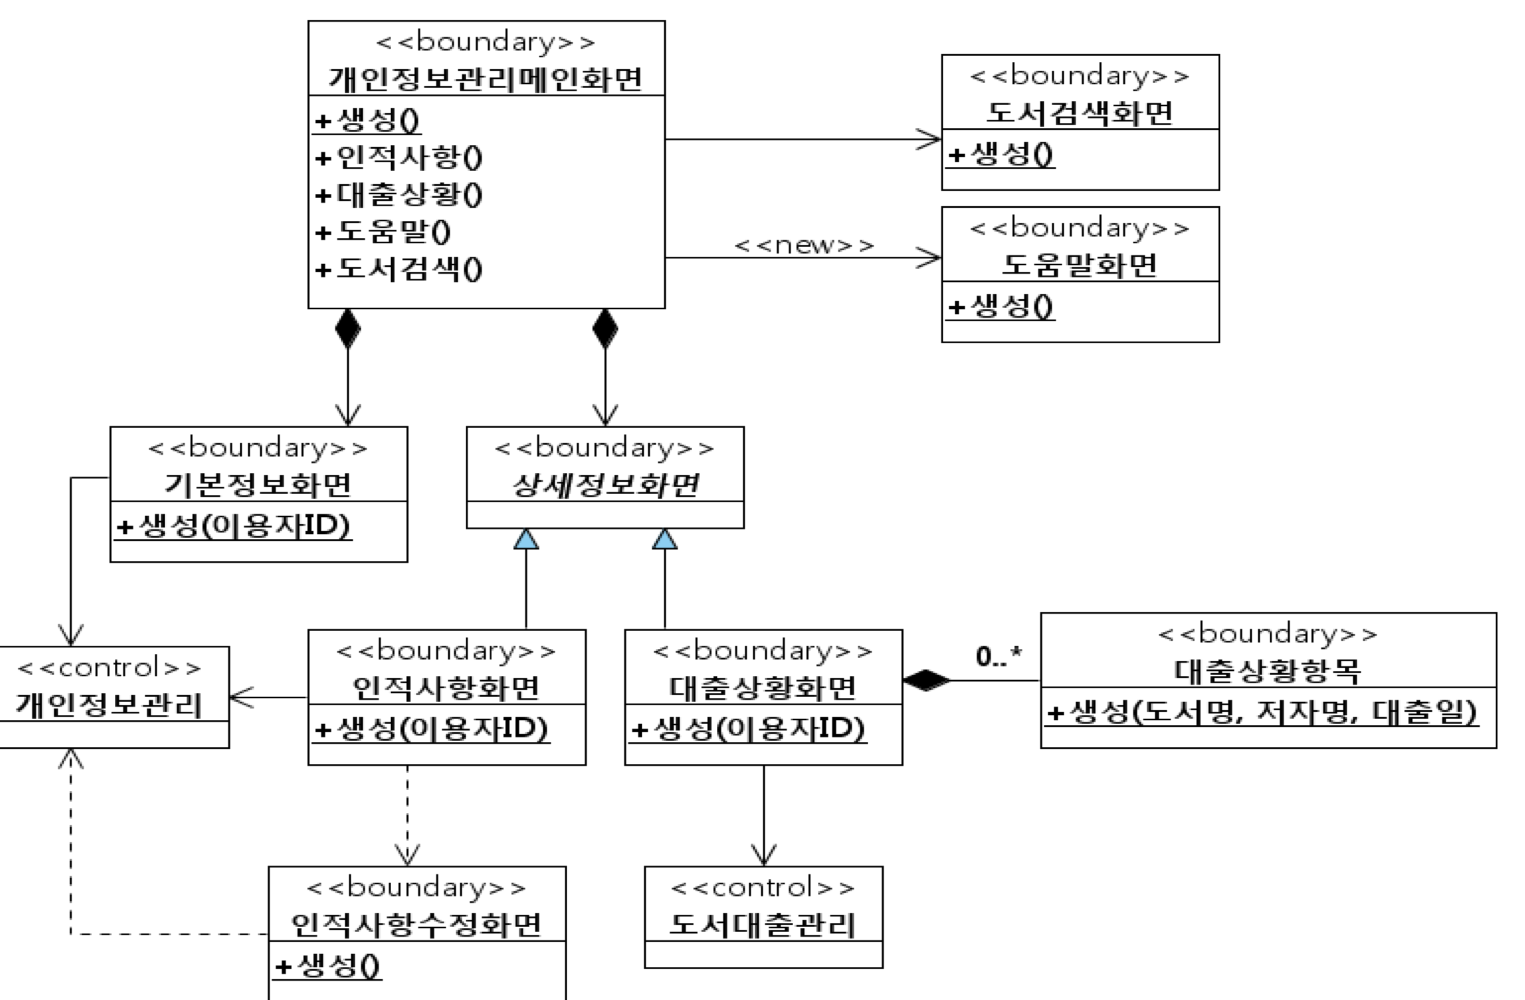 <<boundary>>
개인정보관리메인화면
+생성()
+인적사항()
+대출상황()
+도움말()
+도서검색()
<<boundary>>
도서검색화면
+생성()
<<new>>
<<boundary>>
도움말화면
+생성()
<<boundary>>
기본정보화면
+생성(이용자ID)
<<boundary>>
상세정보화면
<<control>>
개인정보관리
<<boundary>>
인적사항화면
+생성(이용자ID)
<<boundary>>
대출상황화면
+생성(이용자ID)
0..*
<<boundary>>
대출상황항목
+생성(도서명, 저자명, 대출일)
<<boundary>>
인적사항수정화면
+생성()
<<control>>
도서대출관리